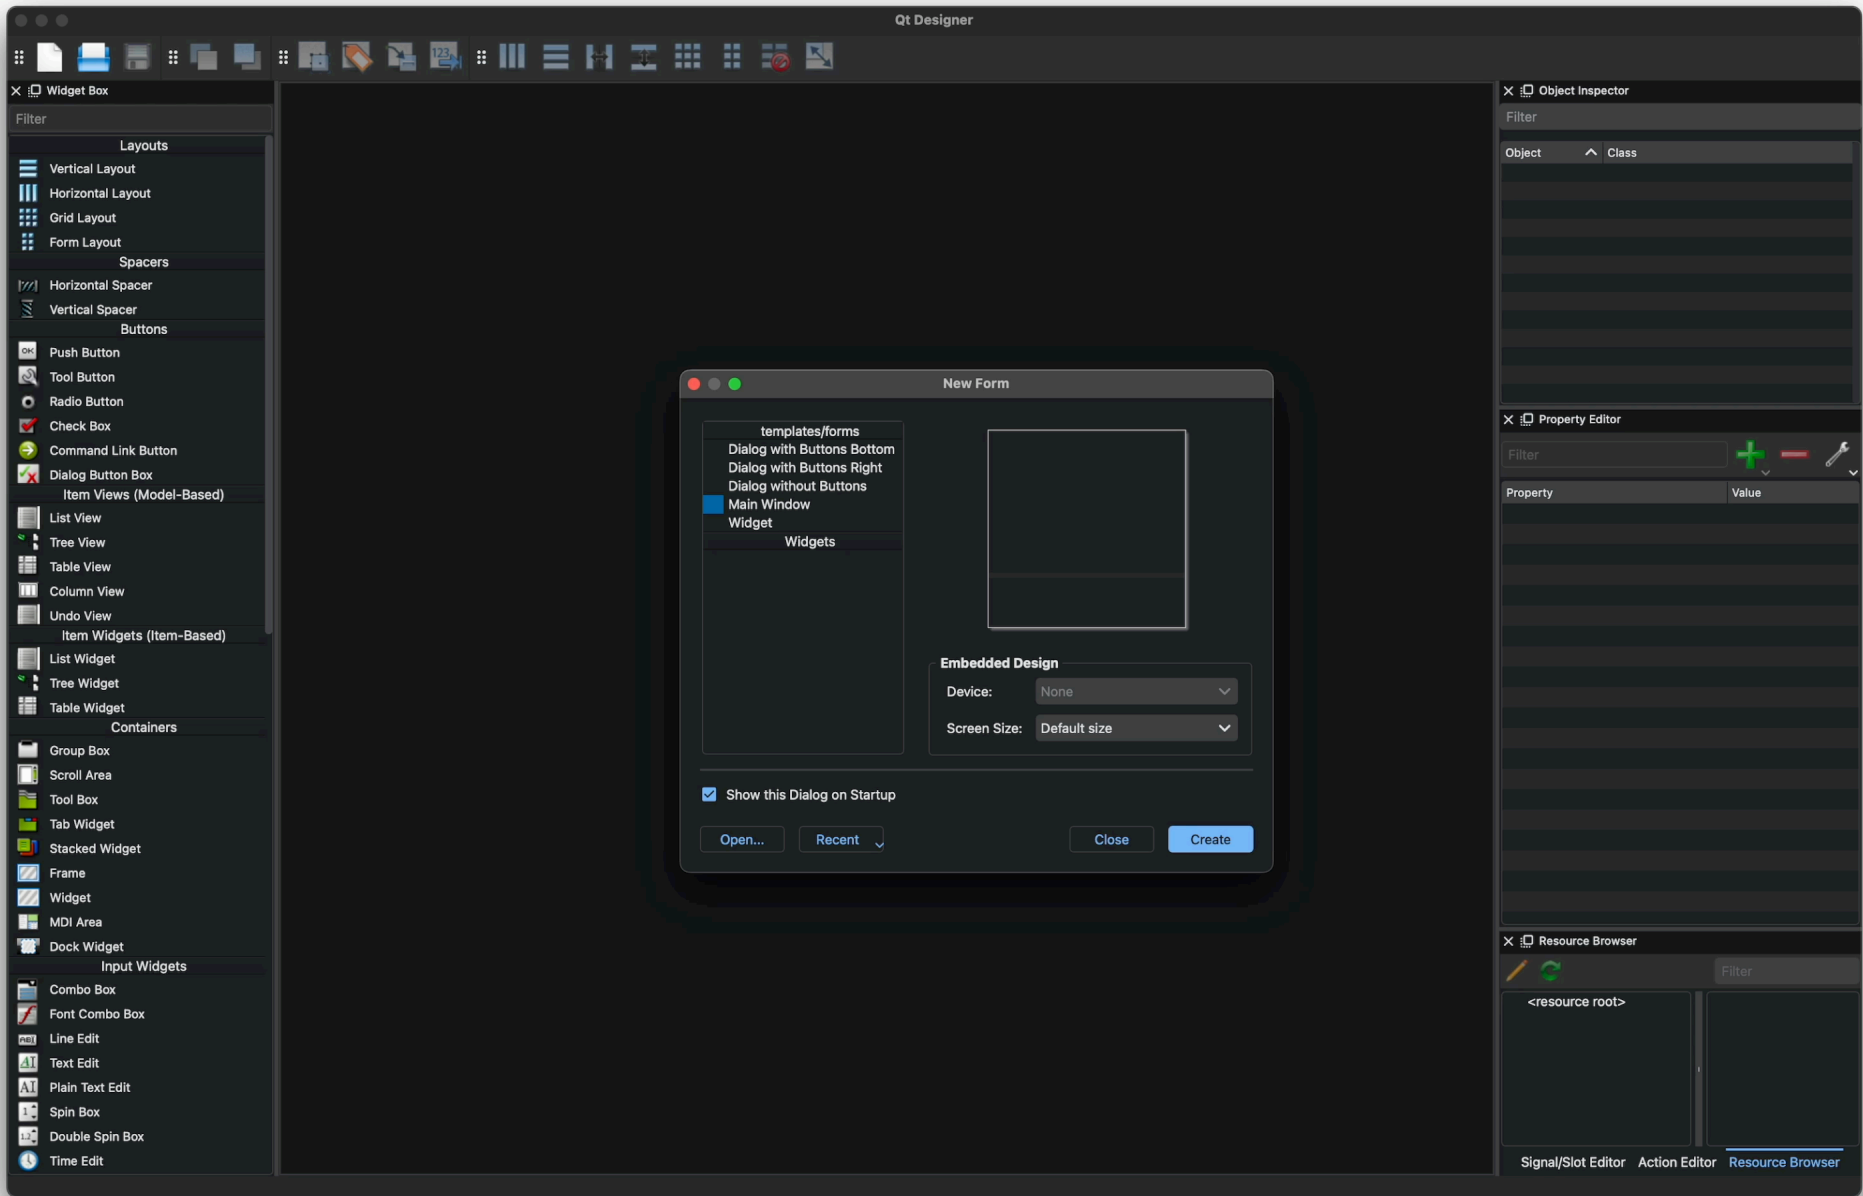 Qt Designer
Widget Box
Filter
Layouts
Vertical Layout
Horizontal Layout
Grid Layout
Form Layout
Spacers
Horizontal Spacer
Vertical Spacer
Buttons
Push Button
Tool Button
Radio Button
Check Box
Command Link Button
Dialog Button Box
Item Views (Model-Based)
List View
Tree View
Table View
Column View
Undo View
Item Widgets (Item-Based)
List Widget
Tree Widget
Table Widget
Containers
Group Box
Scroll Area
Tool Box
Tab Widget
Stacked Widget
Frame
Widget
MDI Area
Dock Widget
Input Widgets
Combo Box
Font Combo Box
Line Edit
Text Edit
Plain Text Edit
Spin Box
Double Spin Box
Time Edit
New Form
templates/forms
Dialog with Buttons Bottom
Dialog with Buttons Right
Dialog without Buttons
Main Window
Widget
Widgets
Embedded Design
Device: None
Screen Size: Default size
Show this Dialog on Startup
Open... Recent Close Create
Object Inspector
Filter
Object Class
Property Editor
Filter
Property Value
Resource Browser
Filter
<resource root>
Signal/Slot Editor Action Editor Resource Browser